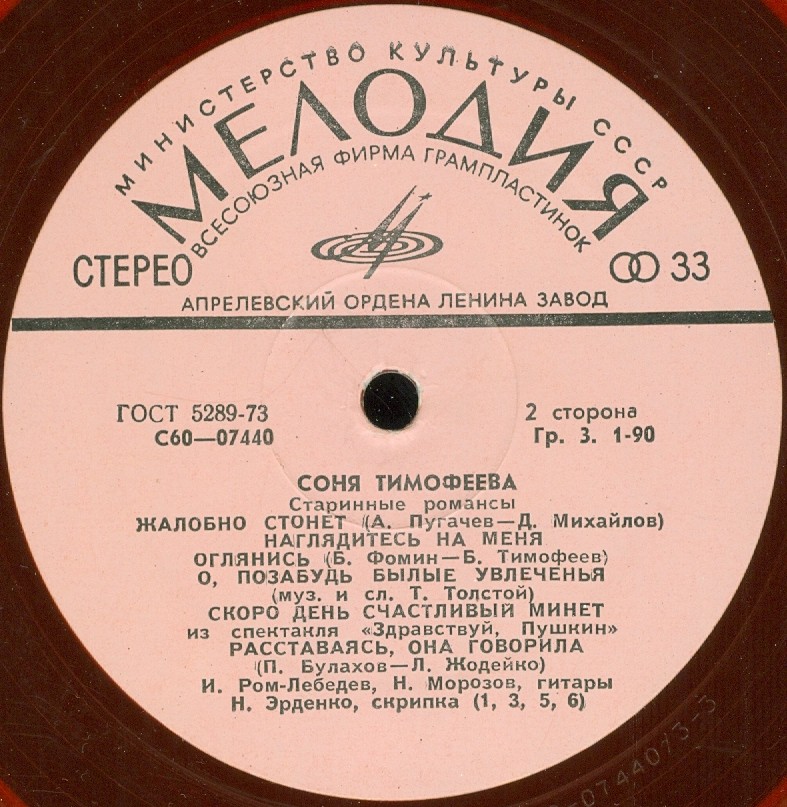 МИНИСТЕРСТВО КУЛЬТУРЫ СССР
МЕЛОДИЯ
ВСЕСОЮЗНАЯ ФИРМА ГРАМПЛАСТИНОК
СТЕРЕО
33
АПРЕЛЕВСКИЙ ОРДЕНА ЛЕНИНА ЗАВОД
ГОСТ 5289-73
2 сторона
С60—07440
Гр. 3. 1-90
СОНЯ ТИМОФЕЕВА
Старинные романсы
ЖАЛОБНО СТОНЕТ (А. Пугачев—Д. Михайлов)
НАГЛЯДИТЕСЬ НА МЕНЯ
ОГЛЯНИСЬ (Б. Фомин—Б. Тимофеев)
О, ПОЗАБУДЬ БЫЛЫЕ УВЛЕЧЕНЬЯ
(муз. и сл. Т. Толстой)
СКОРО ДЕНЬ СЧАСТЛИВЫЙ МИНЕТ
из спектакля «Здравствуй, Пушкин»
РАССТАВАЯСЬ, ОНА ГОВОРИЛА
(П. Булахов—Л. Жодейко)
И. Ром-Лебедев, Н. Морозов, гитары
Н. Эрденко, скрипка (1, 3, 5, 6)
-07440/3-3